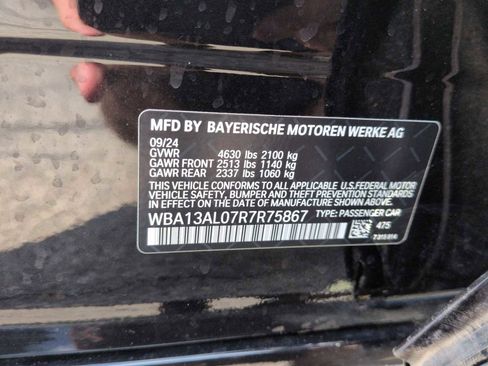 MFD BY BAYERISCHE MOTOREN WERKE AG
09/24
GVWR 4630 lbs 2100 kg
GAWR FRONT 2513 lbs 1140 kg
GAWR REAR 2337 lbs 1060 kg
THIS VEHICLE CONFORMS TO ALL APPLICABLE U.S. FEDERAL MOTOR
VEHICLE SAFETY, BUMPER AND THEFT PREVENTION STANDARDS IN
EFFECT ON THE DATE OF MANUFACTURE SHOWN ABOVE.
WBA13AL07R7R75867 TYPE: PASSENGER CAR
475